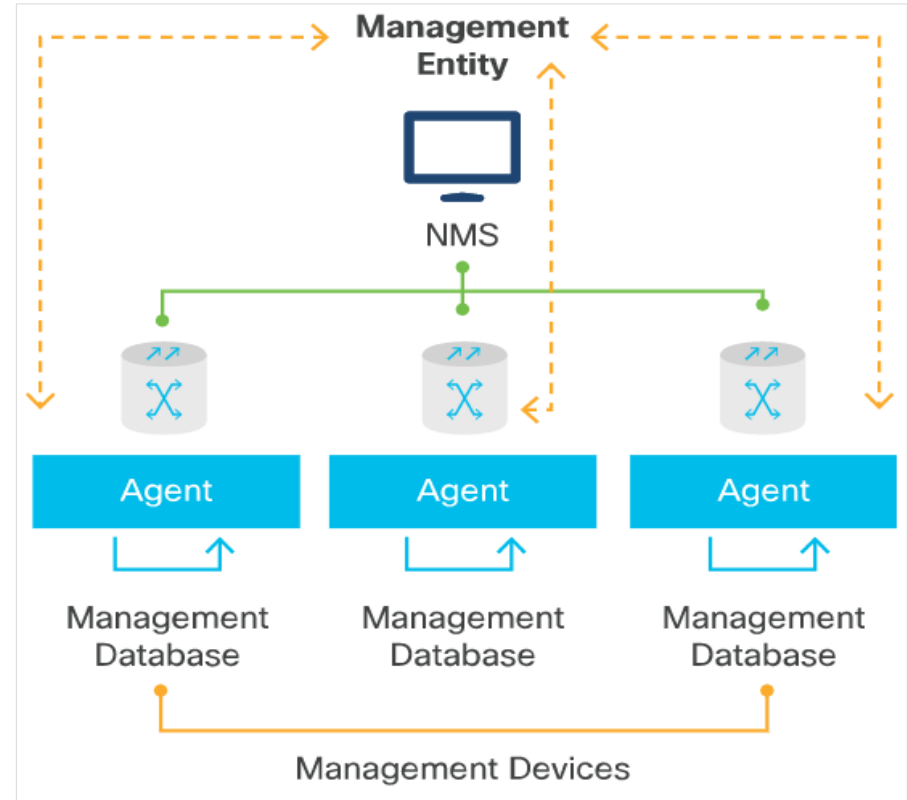 Management
Entity
NMS
Agent
Agent
Agent
Management
Database
Management
Database
Management
Database
Management Devices